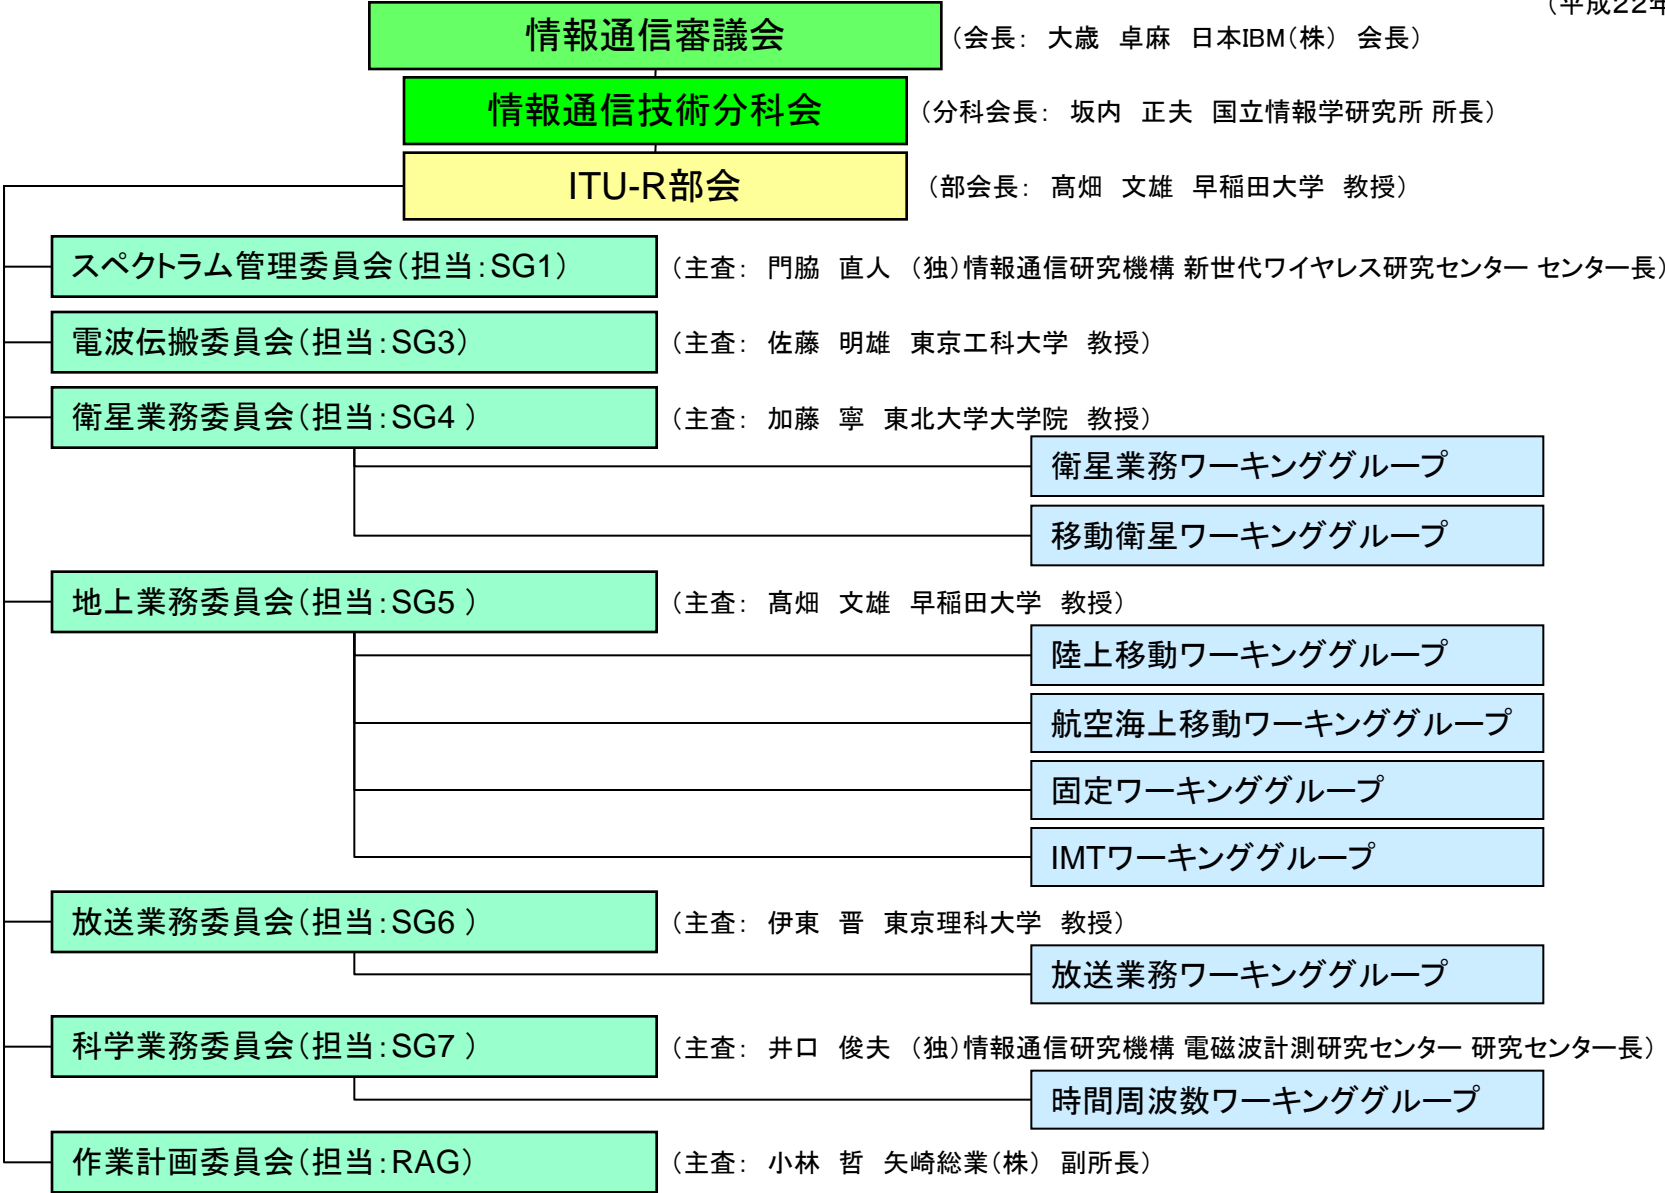 （平成22年
情報通信審議会 （会長： 大歳 卓麻 日本IBM（株） 会長）
情報通信技術分科会 （分科会長： 坂内 正夫 国立情報学研究所 所長）
ITU-R部会 （部会長： 髙畑 文雄 早稲田大学 教授）
スペクトラム管理委員会（担当：SG1） （主査： 門脇 直人 （独）情報通信研究機構 新世代ワイヤレス研究センター センター長）
電波伝搬委員会（担当：SG3） （主査： 佐藤 明雄 東京工科大学 教授）
衛星業務委員会（担当：SG4 ） （主査： 加藤 寧 東北大学大学院 教授）
衛星業務ワーキンググループ
移動衛星ワーキンググループ
地上業務委員会（担当：SG5 ） （主査： 髙畑 文雄 早稲田大学 教授）
陸上移動ワーキンググループ
航空海上移動ワーキンググループ
固定ワーキンググループ
IMTワーキンググループ
放送業務委員会（担当：SG6 ） （主査： 伊東 晋 東京理科大学 教授）
放送業務ワーキンググループ
科学業務委員会（担当：SG7 ） （主査： 井口 俊夫 （独）情報通信研究機構 電磁波計測研究センター 研究センター長）
時間周波数ワーキンググループ
作業計画委員会（担当：RAG） （主査： 小林 哲 矢崎総業（株） 副所長）